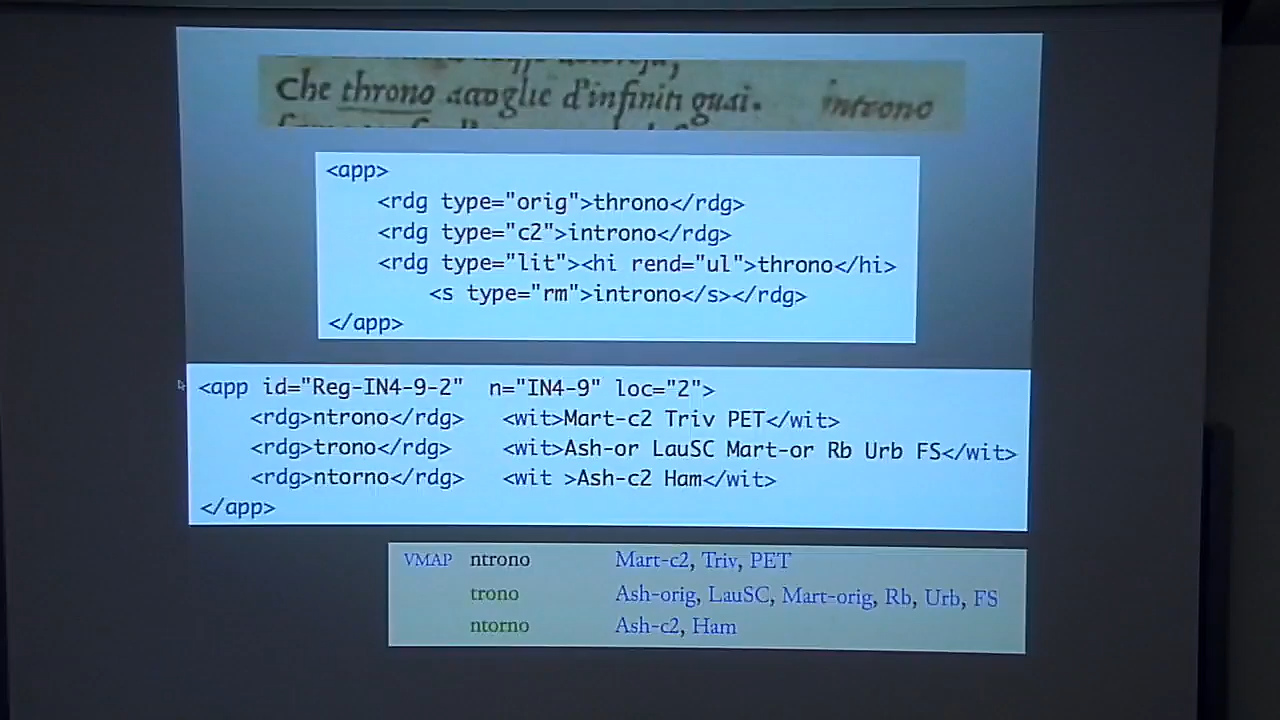 che throno accoglie d'infiniti guai. introno
<app>
<rdg type="orig">throno</rdg>
<rdg type="c2">introno</rdg>
<rdg type="lit"><hi rend="ul">throno</hi>
<s type="rm">introno</s></rdg>
</app>
<app id="Reg-IN4-9-2" n="IN4-9" loc="2">
<rdg>ntrono</rdg> <wit>Mart-c2 Triv PET</wit>
<rdg>trono</rdg> <wit>Ash-or LauSC Mart-or Rb Urb FS</wit>
<rdg>ntorno</rdg> <wit >Ash-c2 Ham</wit>
</app>
VMAP ntrono Mart-c2, Triv, PET
trono Ash-orig, LauSC, Mart-orig, Rb, Urb, FS
ntorno Ash-c2, Ham